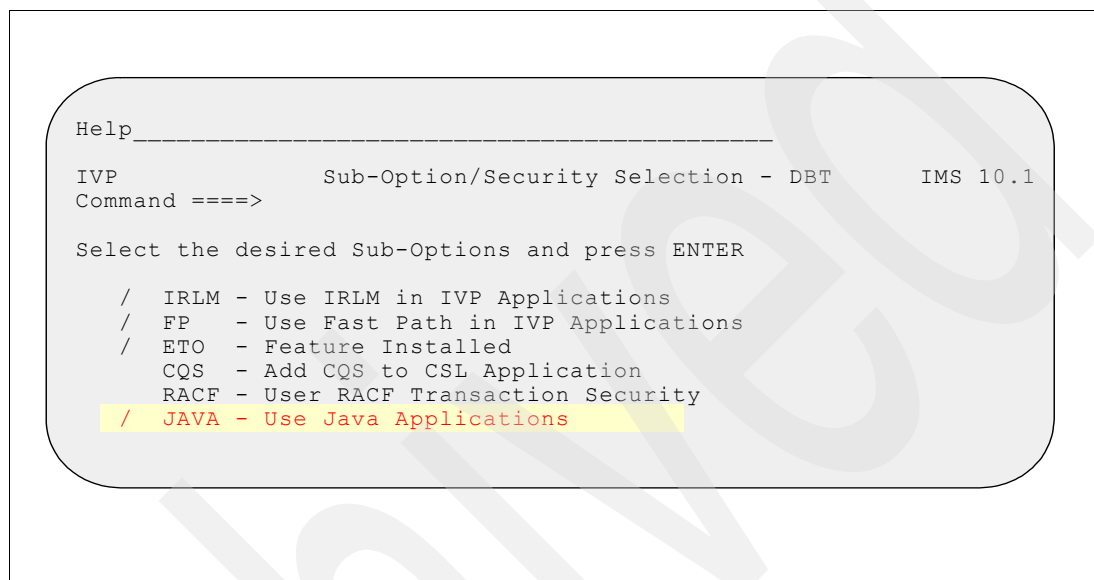 Help____________________________________________
IVP Sub-Option/Security Selection - DBT IMS 10.1
Command ====>
Select the desired Sub-Options and press ENTER
/ IRLM - Use IRLM in IVP Applications
/ FP - Use Fast Path in IVP Applications
/ ETO - Feature Installed
CQS - Add CQS to CSL Application
RACF - User RACF Transaction Security
/ JAVA - Use Java Applications